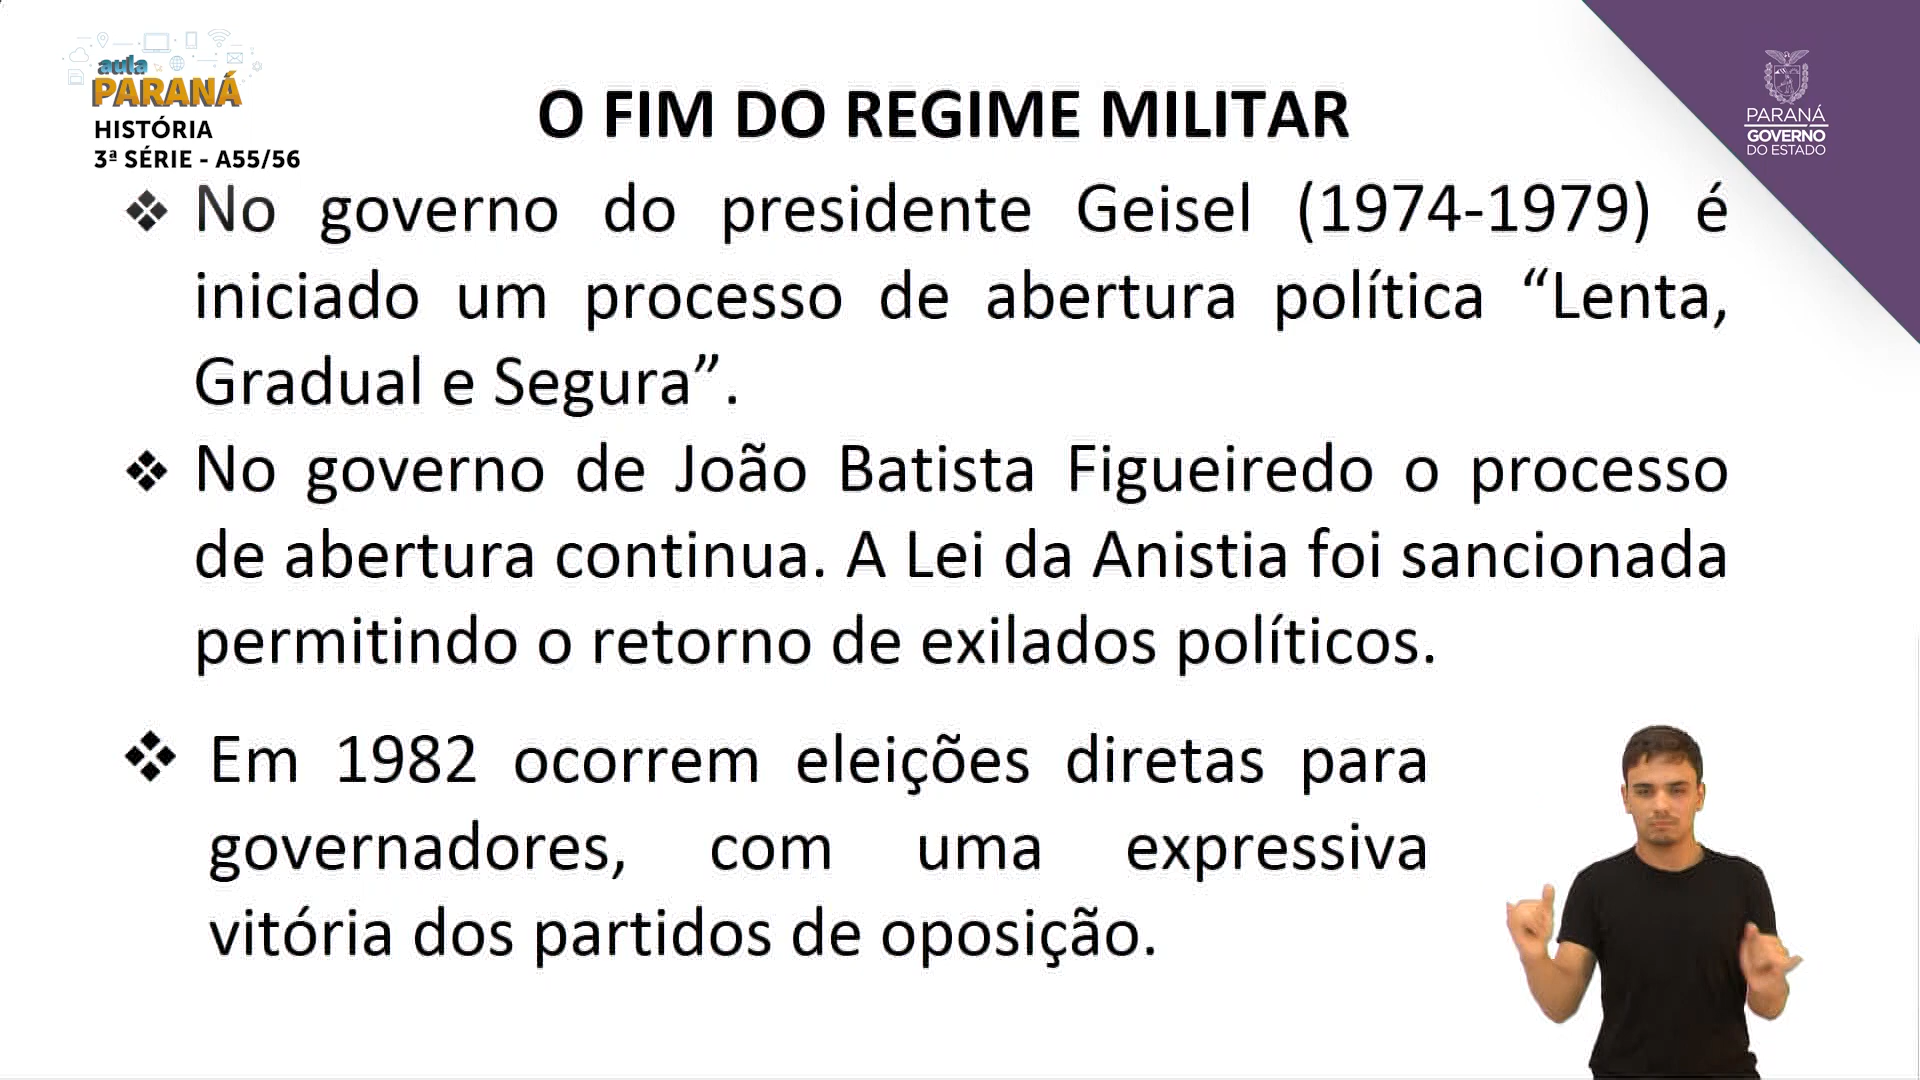 aula
PARANÁ
HISTÓRIA
3ª SÉRIE - A55/56
O FIM DO REGIME MILITAR
PARANÁ
GOVERNO
DO ESTADO
❖ No governo do presidente Geisel (1974-1979) é
iniciado um processo de abertura política “Lenta,
Gradual e Segura”.
❖ No governo de João Batista Figueiredo o processo
de abertura continua. A Lei da Anistia foi sancionada
permitindo o retorno de exilados políticos.
❖ Em 1982 ocorrem eleições diretas para
governadores, com uma expressiva
vitória dos partidos de oposição.